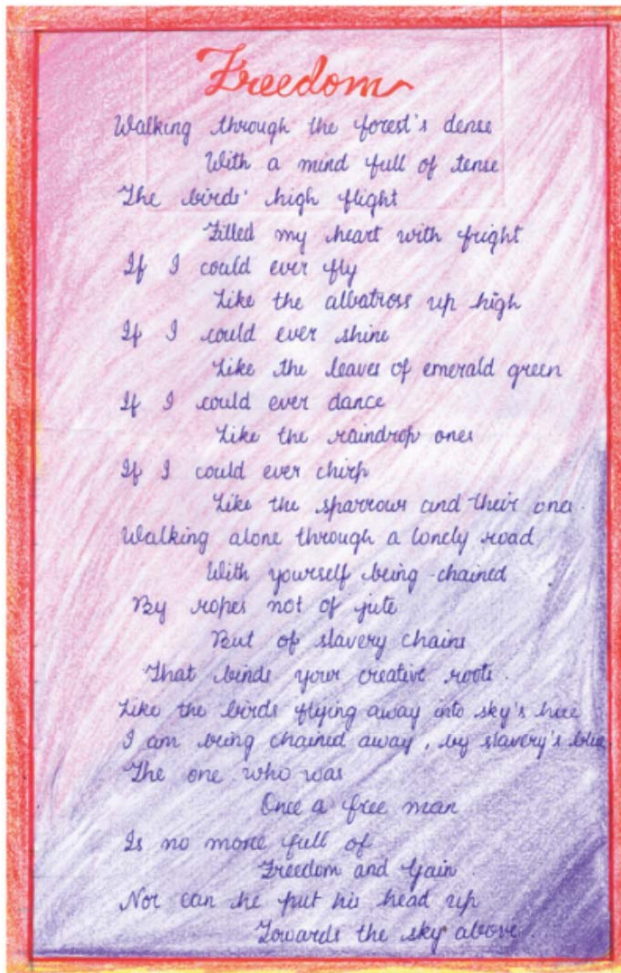 Freedom
Walking through the forest's dense
With a mind full of tense
The birds' high flight
Filled my heart with fright
If I could ever fly
Like the albatross up high
If I could ever shine
Like the leaves of emerald green
If I could ever dance
Like the raindrop ones
If I could ever chirp
Like the sparrows and their ones.
Walking alone through a lonely road
With yourself being chained
By ropes not of jute
But of slavery chains
That binds your creative roots.
Like the birds flying away into sky's hue
I am being chained away, by slavery's blue
The one who was
Once a free man
Is no more full of
Freedom and Gain.
Nor can he put his head up
Towards the sky above.